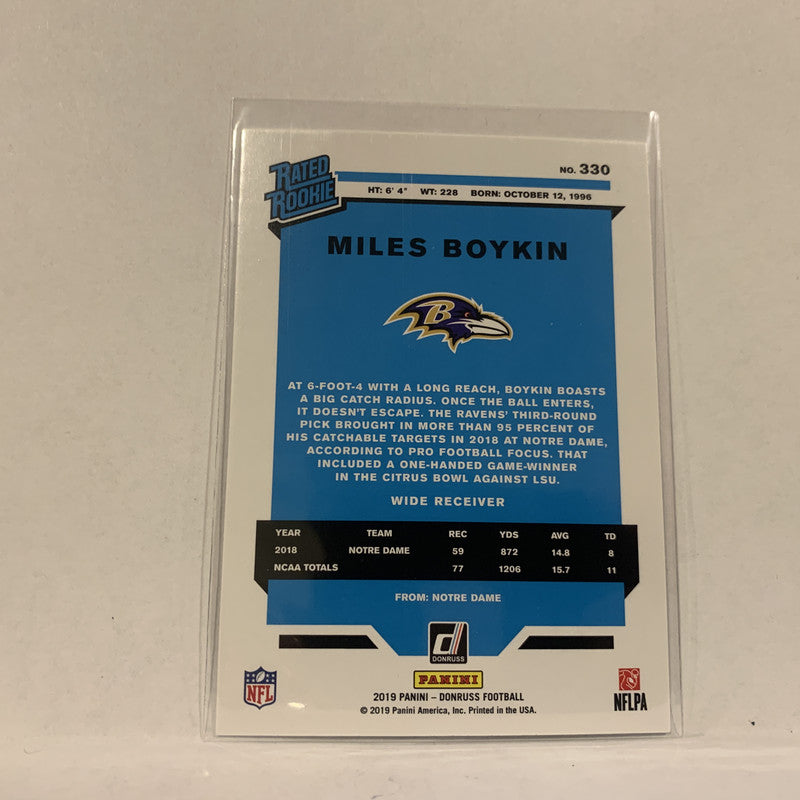 RATED
ROOKIE
NO. 330
HT: 6' 4" WT: 228 BORN: OCTOBER 12, 1996
MILES BOYKIN
B
AT 6-FOOT-4 WITH A LONG REACH, BOYKIN BOASTS
A BIG CATCH RADIUS. ONCE THE BALL ENTERS,
IT DOESN'T ESCAPE. THE RAVENS' THIRD-ROUND
PICK BROUGHT IN MORE THAN 95 PERCENT OF
HIS CATCHABLE TARGETS IN 2018 AT NOTRE DAME,
ACCORDING TO PRO FOOTBALL FOCUS. THAT
INCLUDED A ONE-HANDED GAME-WINNER
IN THE CITRUS BOWL AGAINST LSU.
WIDE RECEIVER
YEAR TEAM REC YDS AVG TD
2018 NOTRE DAME 59 872 14.8 8
NCAA TOTALS 77 1206 15.7 11
FROM: NOTRE DAME
d
DONRUSS
PANINI
NFL
2019 PANINI – DONRUSS FOOTBALL
© 2019 Panini America, Inc. Printed in the USA.
NFLPA